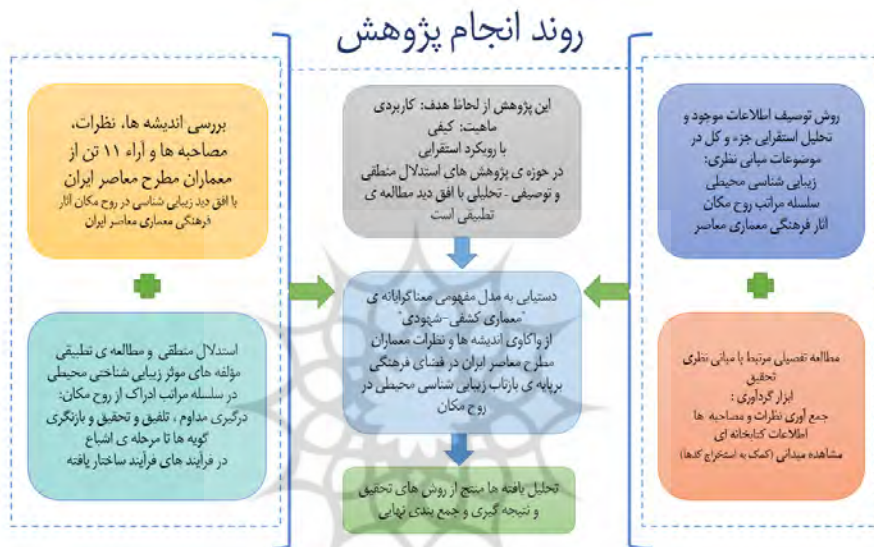 روند انجام پژوهش
روش توصیف اطلاعات موجود و
تحلیل استقرایی جزء و کل در
موضوعات مبانی نظری:
زیبایی شناسی محیطی
سلسله مراتب روح مکان
آثار فرهنگی معماری معاصر
مطالعه تفصیلی مرتبط با مبانی نظری
تحقیق
ابزار گردآوری :
جمع آوری نظرات و مصاحبه ها
اطلاعات کتابخانه ای
مشاهده میدانی (کمک به استخراج کدها)
این پژوهش از لحاظ هدف: کاربردی
ماهیت: کیفی
با رویکرد استقرایی
در حوزه ی پژوهش های استدلال منطقی
و توصیفی - تحلیلی با افق دید مطالعه ی
تطبیقی است
دستیابی به مدل مفهومی معناگرایانه ی
"معماری کشفی-شهودی"
از واکاوی اندیشه ها و نظرات معماران
مطرح معاصر ایران در فضای فرهنگی
برپایه ی بازتاب زیبایی شناسی محیطی در
روح مکان
تحلیل یافته ها منتج از روش های تحقیق
و نتیجه گیری و جمع بندی نهایی
بررسی اندیشه ها، نظرات،
مصاحبه ها و آراء ۱۱ تن از
معماران مطرح معاصر ایران
با افق دید زیبایی شناسی در روح مکان آثار
فرهنگی معماری معاصر ایران
استدلال منطقی و مطالعه ی تطبیقی
مؤلفه های موثر زیبایی شناختی محیطی
در سلسله مراتب ادراک از روح مکان:
درگیری مداوم ، تلفیق و تحقیق و بازنگری
گویه ها تا مرحله ی اشباع
در فرآیند های فرآیند ساختار یافته